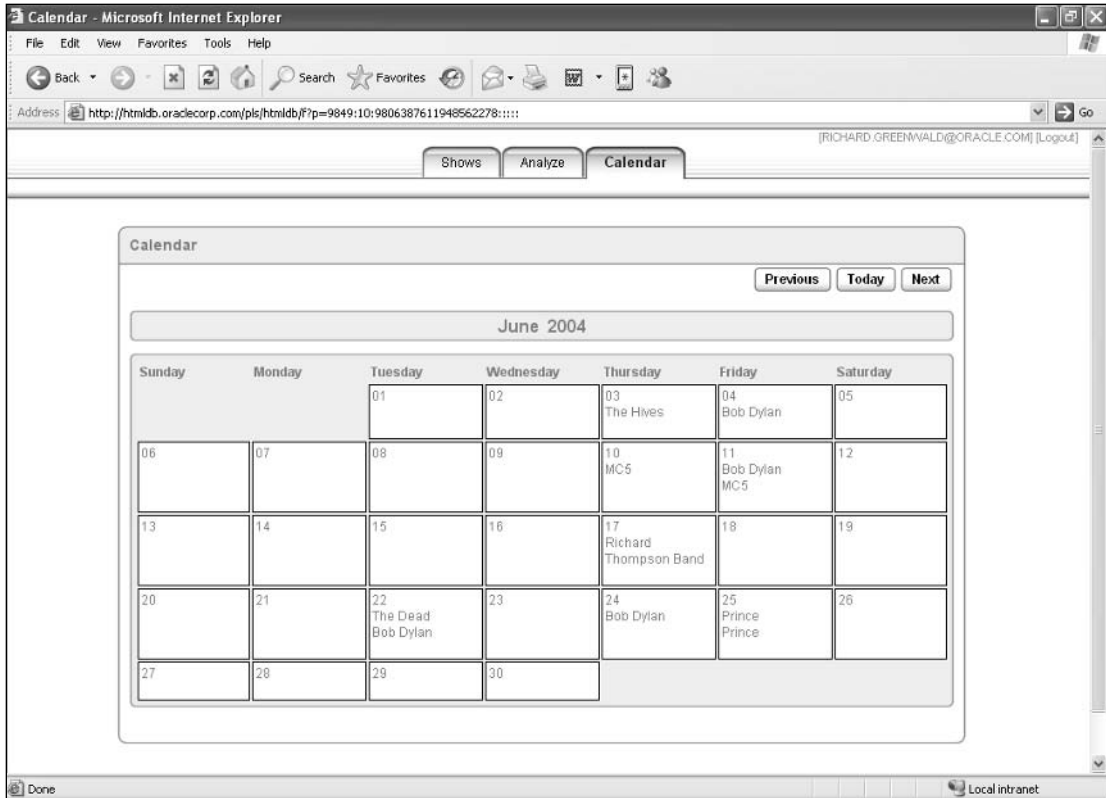 Calendar - Microsoft Internet Explorer
File Edit View Favorites Tools Help
Back Search Favorites
Address http://htmldb.oraclecorp.com/pls/htmldb/f?p=9849:10:9806387611948562278::::: Go
[RICHARD.GREENWALD@ORACLE.COM] [Logout]
Shows Analyze Calendar
Calendar
Previous Today Next
June 2004
Sunday Monday Tuesday Wednesday Thursday Friday Saturday
01 02 03 04 05
The Hives Bob Dylan
06 07 08 09 10 11 12
MC5 Bob Dylan
MC5
13 14 15 16 17 18 19
Richard
Thompson Band
20 21 22 23 24 25 26
The Dead Bob Dylan Prince
Bob Dylan Prince
27 28 29 30
Done Local intranet